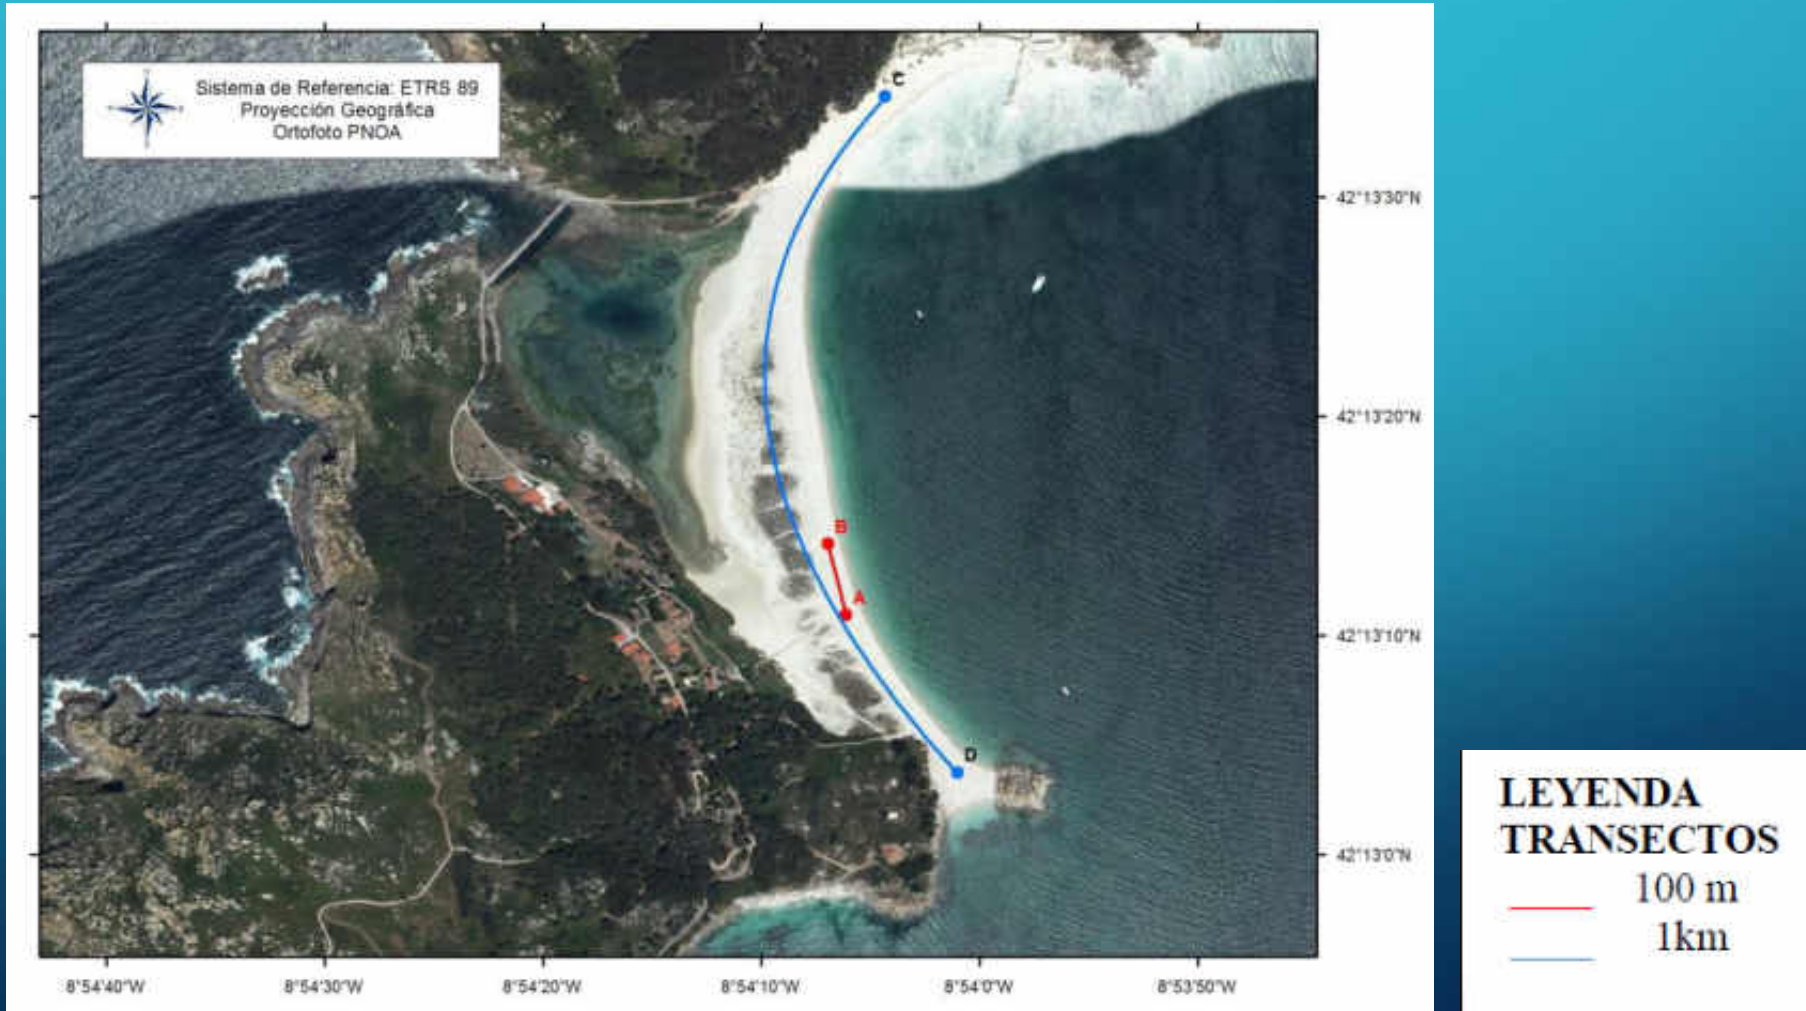 Sistema de Referencia: ETRS 89
Proyección Geográfica
Ortofoto PNOA
C
42°13'30"N
42°13'20"N
B
A
42°13'10"N
D
42°13'0"N
8°54'40"W
8°54'30"W
8°54'20"W
8°54'10"W
8°54'0"W
8°53'50"W
LEYENDA
TRANSECTOS
100 m
1km